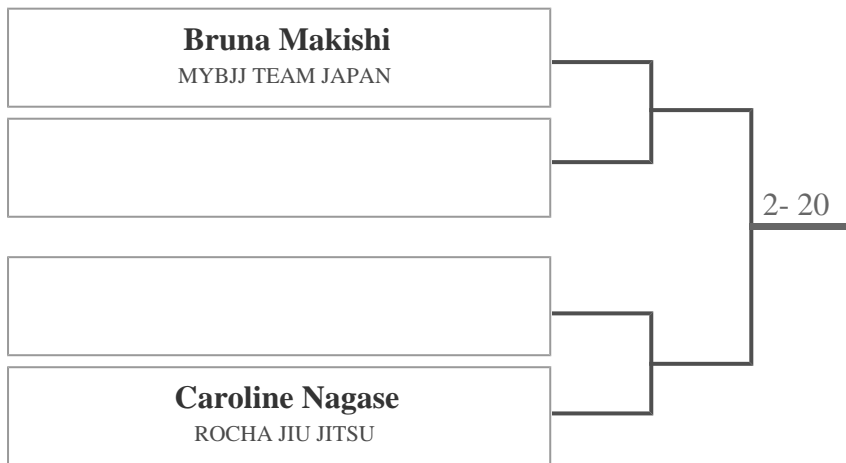 Bruna Makishi
MYBJJ TEAM JAPAN
2- 20
Caroline Nagase
ROCHA JIU JITSU